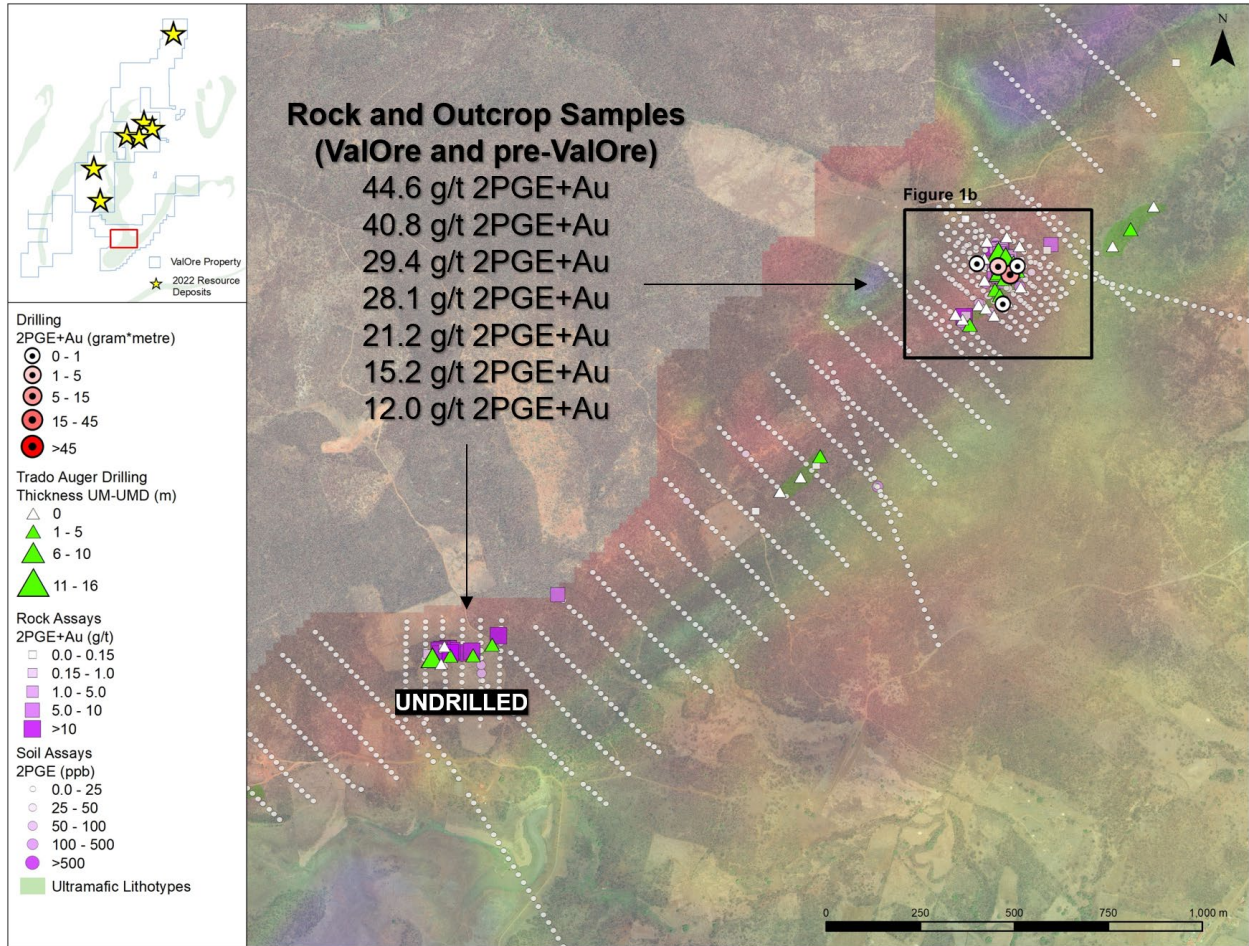 ValOre Property
2022 Resource
Deposits
Drilling
2PGE+Au (gram*metre)
0 - 1
1 - 5
5 - 15
15 - 45
>45
Trado Auger Drilling
Thickness UM-UMD (m)
0
1 - 5
6 - 10
11 - 16
Rock Assays
2PGE+Au (g/t)
0.0 - 0.15
0.15 - 1.0
1.0 - 5.0
5.0 - 10
>10
Soil Assays
2PGE (ppb)
0.0 - 25
25 - 50
50 - 100
100 - 500
>500
Ultramafic Lithotypes
N
Rock and Outcrop Samples
(ValOre and pre-ValOre)
44.6 g/t 2PGE+Au
40.8 g/t 2PGE+Au
29.4 g/t 2PGE+Au
28.1 g/t 2PGE+Au
21.2 g/t 2PGE+Au
15.2 g/t 2PGE+Au
12.0 g/t 2PGE+Au
Figure 1b
UNDRILLED
0 250 500 750 1,000 m